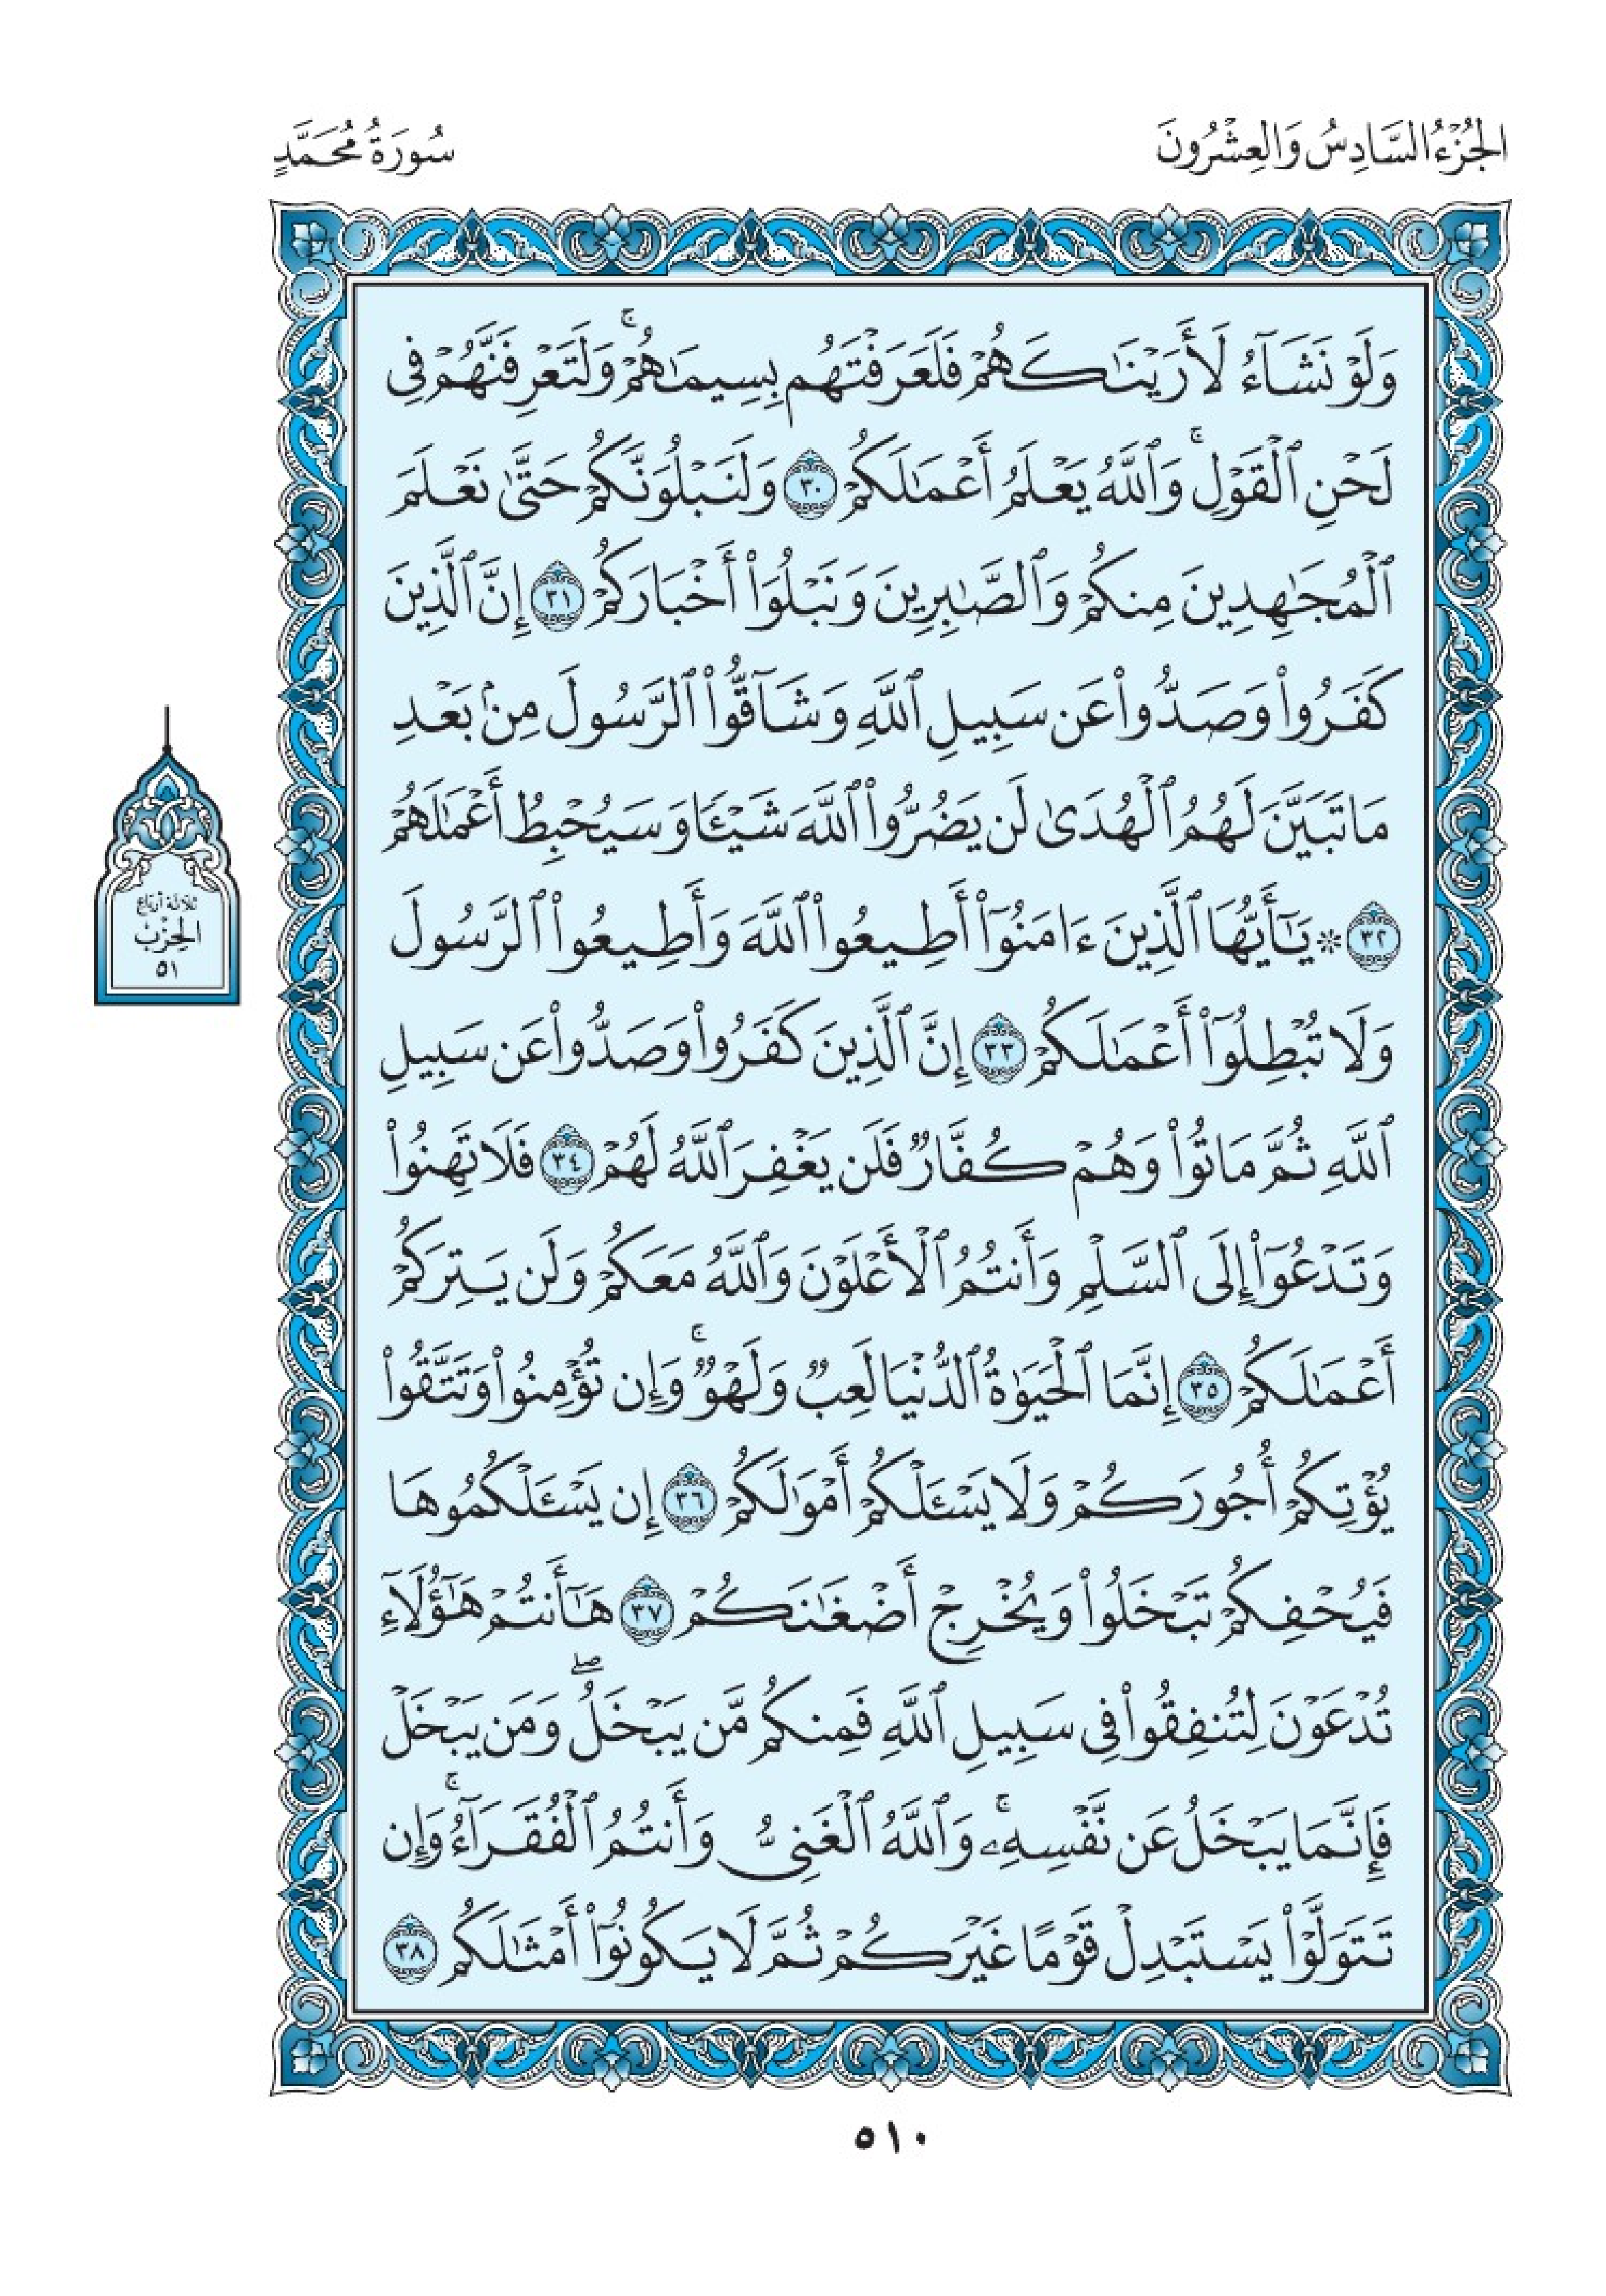 الجُزْءُ السَّادِسُ وَالعِشْرُونَ
سُورَةُ مُحَمَّدٍ
وَلَوْ نَشَآءُ لَأَرَيْنَٰكَهُمْ فَلَعَرَفْتَهُم بِسِيمَٰهُمْۚ وَلَتَعْرِفَنَّهُمْ فِى
لَحْنِ ٱلْقَوْلِۚ وَٱللَّهُ يَعْلَمُ أَعْمَٰلَكُمْ ٣٠ وَلَنَبْلُوَنَّكُمْ حَتَّىٰ نَعْلَمَ
ٱلْمُجَٰهِدِينَ مِنكُمْ وَٱلصَّٰبِرِينَ وَنَبْلُوَا۟ أَخْبَارَكُمْ ٣١ إِنَّ ٱلَّذِينَ
كَفَرُوا۟ وَصَدُّوا۟ عَن سَبِيلِ ٱللَّهِ وَشَآقُّوا۟ ٱلرَّسُولَ مِنۢ بَعْدِ
مَا تَبَيَّنَ لَهُمُ ٱلْهُدَىٰ لَن يَضُرُّوا۟ ٱللَّهَ شَيْـًٔا وَسَيُحْبِطُ أَعْمَٰلَهُمْ
٣٢ ۞ يَٰٓأَيُّهَا ٱلَّذِينَ ءَامَنُوٓا۟ أَطِيعُوا۟ ٱللَّهَ وَأَطِيعُوا۟ ٱلرَّسُولَ
وَلَا تُبْطِلُوٓا۟ أَعْمَٰلَكُمْ ٣٣ إِنَّ ٱلَّذِينَ كَفَرُوا۟ وَصَدُّوا۟ عَن سَبِيلِ
ٱللَّهِ ثُمَّ مَاتُوا۟ وَهُمْ كُفَّارٌ فَلَن يَغْفِرَ ٱللَّهُ لَهُمْ ٣٤ فَلَا تَهِنُوا۟
وَتَدْعُوٓا۟ إِلَى ٱلسَّلْمِ وَأَنتُمُ ٱلْأَعْلَوْنَ وَٱللَّهُ مَعَكُمْ وَلَن يَتِرَكُمْ
أَعْمَٰلَكُمْ ٣٥ إِنَّمَا ٱلْحَيَوٰةُ ٱلدُّنْيَا لَعِبٌ وَلَهْوٌۚ وَإِن تُؤْمِنُوا۟ وَتَتَّقُوا۟
يُؤْتِكُمْ أُجُورَكُمْ وَلَا يَسْـَٔلْكُمْ أَمْوَٰلَكُمْ ٣٦ إِن يَسْـَٔلْكُمُوهَا
فَيُحْفِكُمْ تَبْخَلُوا۟ وَيُخْرِجْ أَضْغَٰنَكُمْ ٣٧ هَٰٓأَنتُمْ هَٰٓؤُلَآءِ
تُدْعَوْنَ لِتُنفِقُوا۟ فِى سَبِيلِ ٱللَّهِ فَمِنكُم مَّن يَبْخَلُۖ وَمَن يَبْخَلْ
فَإِنَّمَا يَبْخَلُ عَن نَّفْسِهِۦۚ وَٱللَّهُ ٱلْغَنِىُّ وَأَنتُمُ ٱلْفُقَرَآءُۚ وَإِن
تَتَوَلَّوْا۟ يَسْتَبْدِلْ قَوْمًا غَيْرَكُمْ ثُمَّ لَا يَكُونُوٓا۟ أَمْثَٰلَكُم ٣٨
ثلاثة أرباع
الحِزْب
٥١
٥١٠